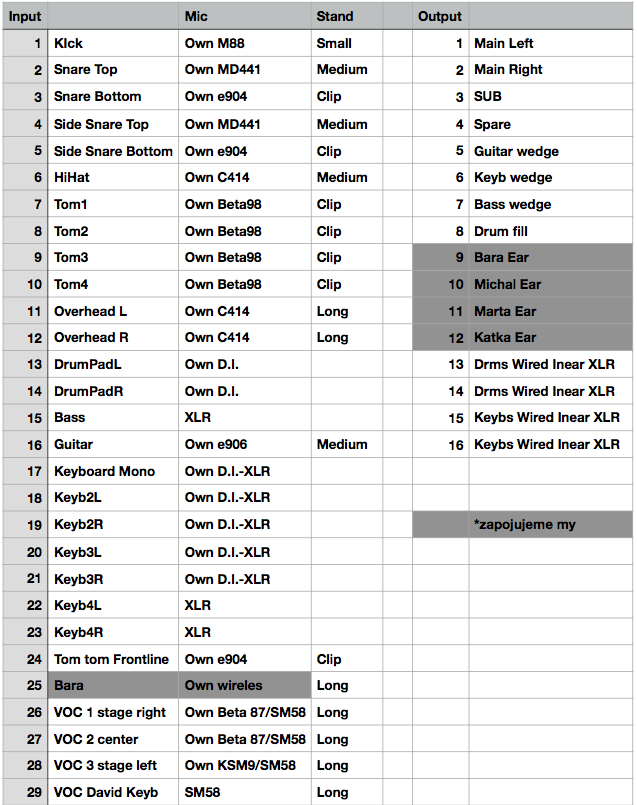 Input Mic Stand Output
1 KIck Own M88 Small 1 Main Left
2 Snare Top Own MD441 Medium 2 Main Right
3 Snare Bottom Own e904 Clip 3 SUB
4 Side Snare Top Own MD441 Medium 4 Spare
5 Side Snare Bottom Own e904 Clip 5 Guitar wedge
6 HiHat Own C414 Medium 6 Keyb wedge
7 Tom1 Own Beta98 Clip 7 Bass wedge
8 Tom2 Own Beta98 Clip 8 Drum fill
9 Tom3 Own Beta98 Clip 9 Bara Ear
10 Tom4 Own Beta98 Clip 10 Michal Ear
11 Overhead L Own C414 Long 11 Marta Ear
12 Overhead R Own C414 Long 12 Katka Ear
13 DrumPadL Own D.I. 13 Drms Wired Inear XLR
14 DrumPadR Own D.I. 14 Drms Wired Inear XLR
15 Bass XLR 15 Keybs Wired Inear XLR
16 Guitar Own e906 Medium 16 Keybs Wired Inear XLR
17 Keyboard Mono Own D.I.-XLR
18 Keyb2L Own D.I.-XLR
19 Keyb2R Own D.I.-XLR *zapojujeme my
20 Keyb3L Own D.I.-XLR
21 Keyb3R Own D.I.-XLR
22 Keyb4L XLR
23 Keyb4R XLR
24 Tom tom Frontline Own e904 Clip
25 Bara Own wireles Long
26 VOC 1 stage right Own Beta 87/SM58 Long
27 VOC 2 center Own Beta 87/SM58 Long
28 VOC 3 stage left Own KSM9/SM58 Long
29 VOC David Keyb SM58 Long